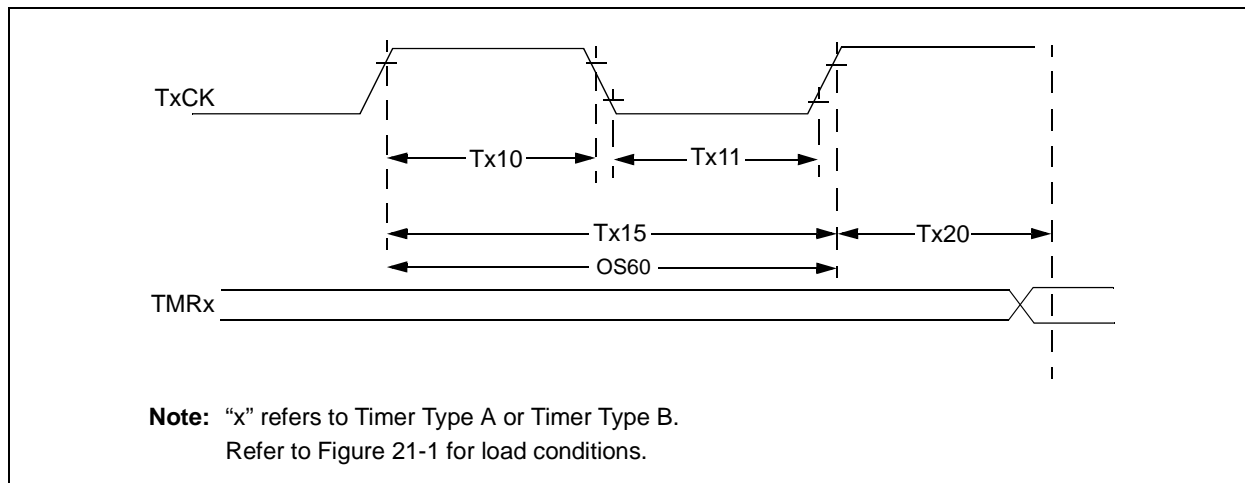 TxCK
Tx10
Tx11
Tx15
Tx20
OS60
TMRx
Note: “x” refers to Timer Type A or Timer Type B.
Refer to Figure 21-1 for load conditions.